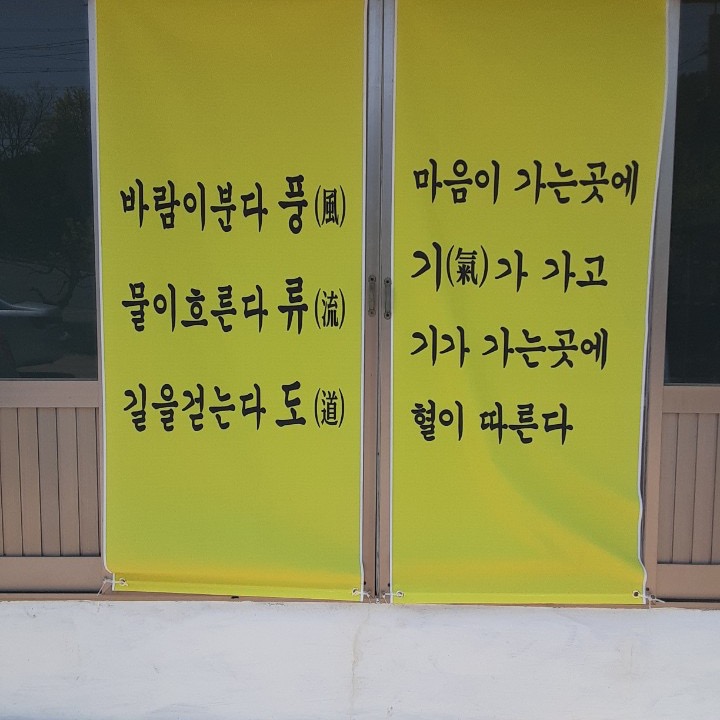 바람이분다 풍(風)
물이흐른다 류(流)
길을걷는다 도(道)
마음이 가는곳에
기(氣)가 가고
기가 가는곳에
혈이 따른다